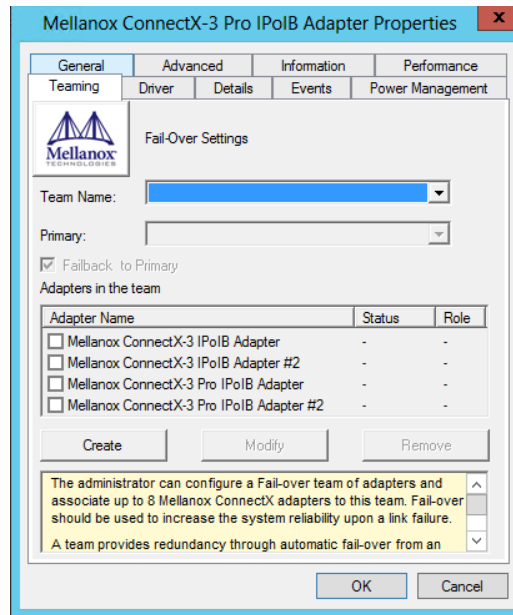 Mellanox ConnectX-3 Pro IPoIB Adapter Properties
x
General Advanced Information Performance
Teaming Driver Details Events Power Management
Mellanox
TECHNOLOGIES
Fail-Over Settings
Team Name:
Primary:
Failback to Primary
Adapters in the team
Adapter Name Status Role
Mellanox ConnectX-3 IPoIB Adapter - -
Mellanox ConnectX-3 IPoIB Adapter #2 - -
Mellanox ConnectX-3 Pro IPoIB Adapter - -
Mellanox ConnectX-3 Pro IPoIB Adapter #2 - -
Create Modify Remove
The administrator can configure a Fail-over team of adapters and
associate up to 8 Mellanox ConnectX adapters to this team. Fail-over
should be used to increase the system reliability upon a link failure.
A team provides redundancy through automatic fail-over from an
OK Cancel